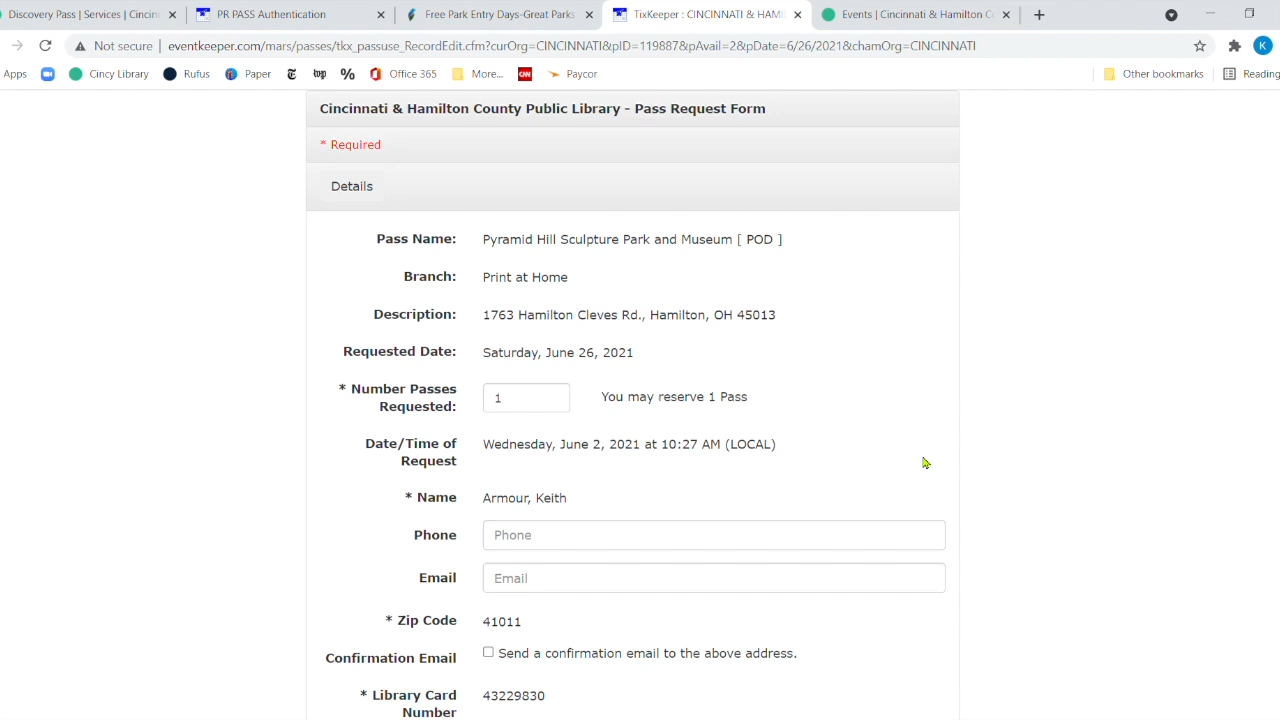 Discovery Pass | Services | Cincin
PR PASS Authentication
Free Park Entry Days-Great Parks
TixKeeper : CINCINNATI & HAMIL
Events | Cincinnati & Hamilton C
Not secure
eventkeeper.com/mars/passes/tkx_passuse_RecordEdit.cfm?curOrg=CINCINNATI&pID=119887&pAvail=2&pDate=6/26/2021&chamOrg=CINCINNATI
K
Apps
Cincy Library
Rufus
Paper
top
%
Office 365
More...
CNN
Paycor
Other bookmarks
Reading
Cincinnati & Hamilton County Public Library - Pass Request Form
* Required
Details
Pass Name: Pyramid Hill Sculpture Park and Museum [ POD ]
Branch: Print at Home
Description: 1763 Hamilton Cleves Rd., Hamilton, OH 45013
Requested Date: Saturday, June 26, 2021
* Number Passes
Requested: 1 You may reserve 1 Pass
Date/Time of
Request Wednesday, June 2, 2021 at 10:27 AM (LOCAL)
* Name Armour, Keith
Phone Phone
Email Email
* Zip Code 41011
Confirmation Email Send a confirmation email to the above address.
* Library Card
Number 43229830